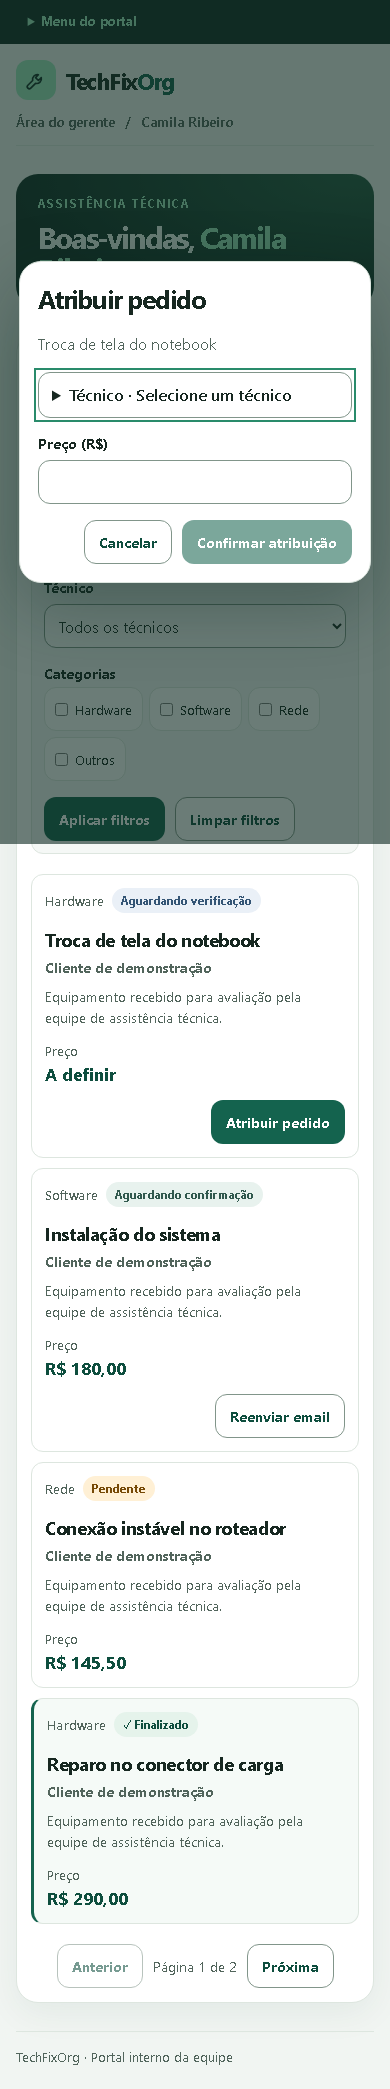 ▶ Menu do portal
TechFixOrg
Área do gerente / Camila Ribeiro
ASSISTÊNCIA TÉCNICA
Boas-vindas, Camila
Atribuir pedido
Troca de tela do notebook
▶ Técnico · Selecione um técnico
Preço (R$)
Cancelar Confirmar atribuição
Técnico
Todos os técnicos
Categorias
Hardware Software Rede
Outros
Aplicar filtros Limpar filtros
Hardware Aguardando verificação
Troca de tela do notebook
Cliente de demonstração
Equipamento recebido para avaliação pela
equipe de assistência técnica.
Preço
A definir
Atribuir pedido
Software Aguardando confirmação
Instalação do sistema
Cliente de demonstração
Equipamento recebido para avaliação pela
equipe de assistência técnica.
Preço
R$ 180,00
Reenviar email
Rede Pendente
Conexão instável no roteador
Cliente de demonstração
Equipamento recebido para avaliação pela
equipe de assistência técnica.
Preço
R$ 145,50
Hardware ✓ Finalizado
Reparo no conector de carga
Cliente de demonstração
Equipamento recebido para avaliação pela
equipe de assistência técnica.
Preço
R$ 290,00
Anterior Página 1 de 2 Próxima
TechFixOrg · Portal interno da equipe